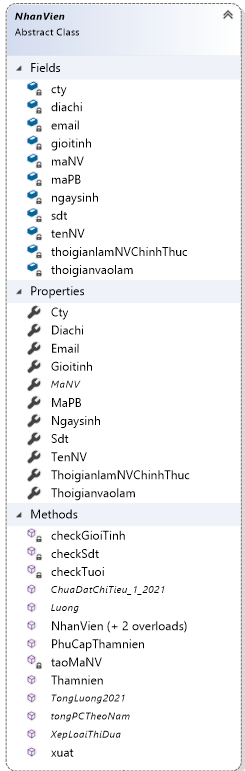 NhanVien
Abstract Class
Fields
cty
diachi
email
gioitinh
maNV
maPB
ngaysinh
sdt
tenNV
thoigianlamNVChinhThuc
thoigianvaolam
Properties
Cty
Diachi
Email
Gioitinh
MaNV
MaPB
Ngaysinh
Sdt
TenNV
ThoigianlamNVChinhThuc
Thoigianvaolam
Methods
checkGioiTinh
checkSdt
checkTuoi
ChuaDatChiTieu_1_2021
Luong
NhanVien (+ 2 overloads)
PhuCapThamnien
taoMaNV
Thamnien
TongLuong2021
tongPCTheoNam
XepLoaiThiDua
xuat